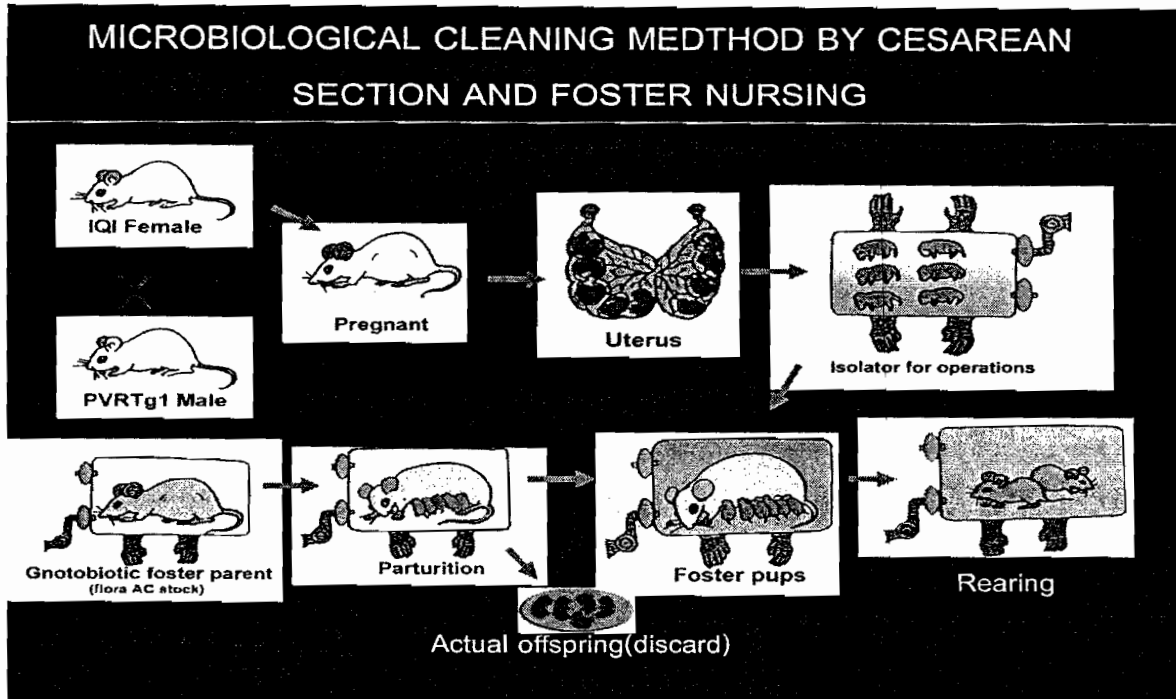 MICROBIOLOGICAL CLEANING MEDTHOD BY CESAREAN
SECTION AND FOSTER NURSING
IQI Female
Pregnant
Uterus
Isolator for operations
PVRTg1 Male
Gnotobiotic foster parent
(flora AC stock)
Parturition
Foster pups
Rearing
Actual offspring(discard)